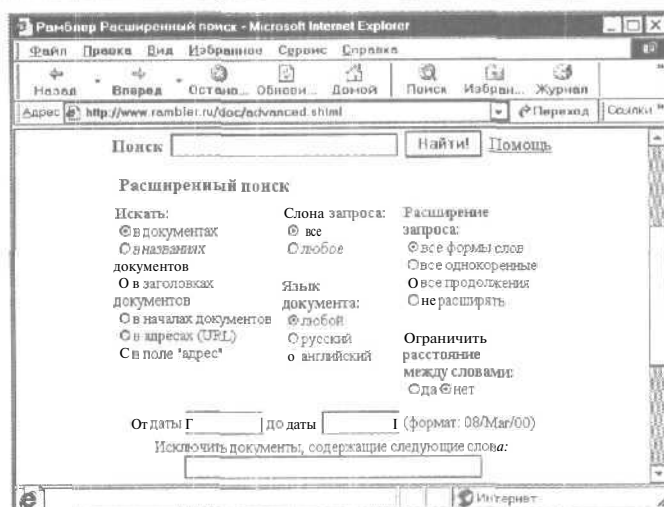 Рамблер Расширенный поиск - Microsoft Internet Explorer
Файл Правка Вид Избранное Сервис Справка
Назад Вперед Остано... Обнови... Домой Поиск Избран... Журнал
Адрес http://www.rambler.ru/doc/advanced.shtml Переход Ссылки
Поиск Найти! Помощь
Расширенный поиск
Искать:
в документах
в названиях
документов
О в заголовках
документов
в началах документов
в адресах (URL)
С в поле "адрес"
Слона запроса:
все
любое
Язык
документа:
любой
русский
о английский
Расширение
запроса:
все формы слов
все однокоренные
О все продолжения
не расширять
Ограничить
расстояние
между словами:
да нет
От даты Г до даты I (формат: 08/Mar/00)
Исключить документы, содержащие следующие слова:
Интернет